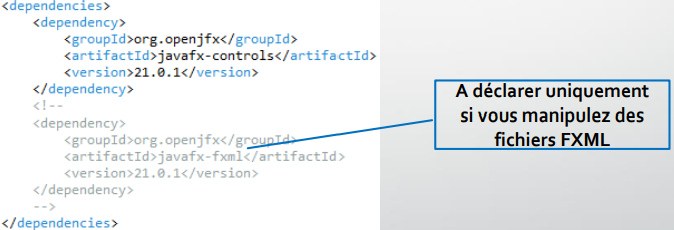 <dependencies>
<dependency>
<groupId>org.openjfx</groupId>
<artifactId>javafx-controls</artifactId>
<version>21.0.1</version>
</dependency>
<!--
<dependency>
<groupId>org.openjfx</groupId>
<artifactId>javafx-fxml</artifactId>
<version>21.0.1</version>
</dependency>
-->
</dependencies>
A déclarer uniquement
si vous manipulez des
fichiers FXML